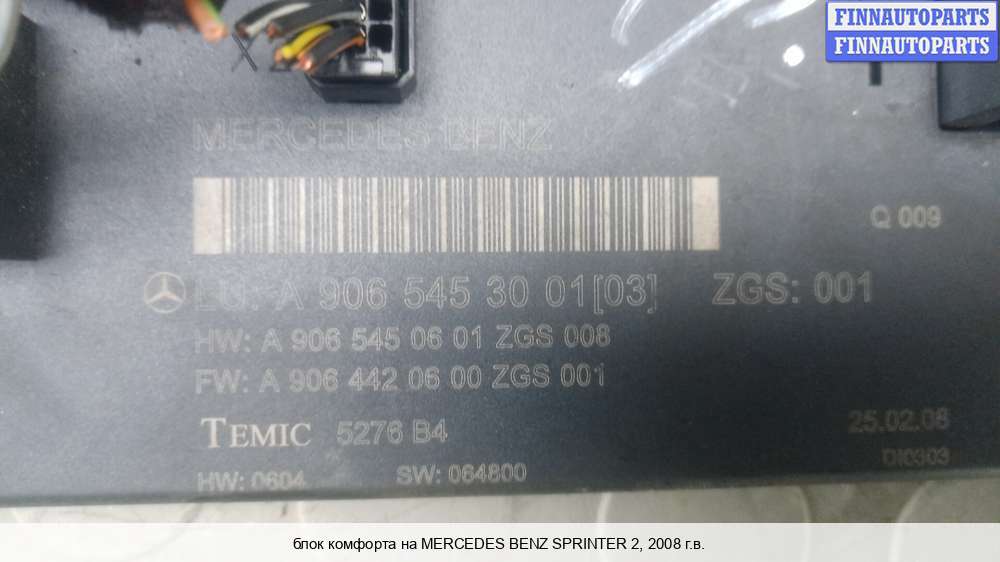 FINNAUTOPARTS
FINNAUTOPARTS
MERCEDES BENZ
Q 009
A 906 545 30 01[03] ZGS: 001
HW: A 906 545 06 01 ZGS 008
FW: A 906 442 06 00 ZGS 001
TEMIC 5276 B4
25.02.08
HW: 0604 SW: 064800
DI0303
блок комфорта на MERCEDES BENZ SPRINTER 2, 2008 г.в.